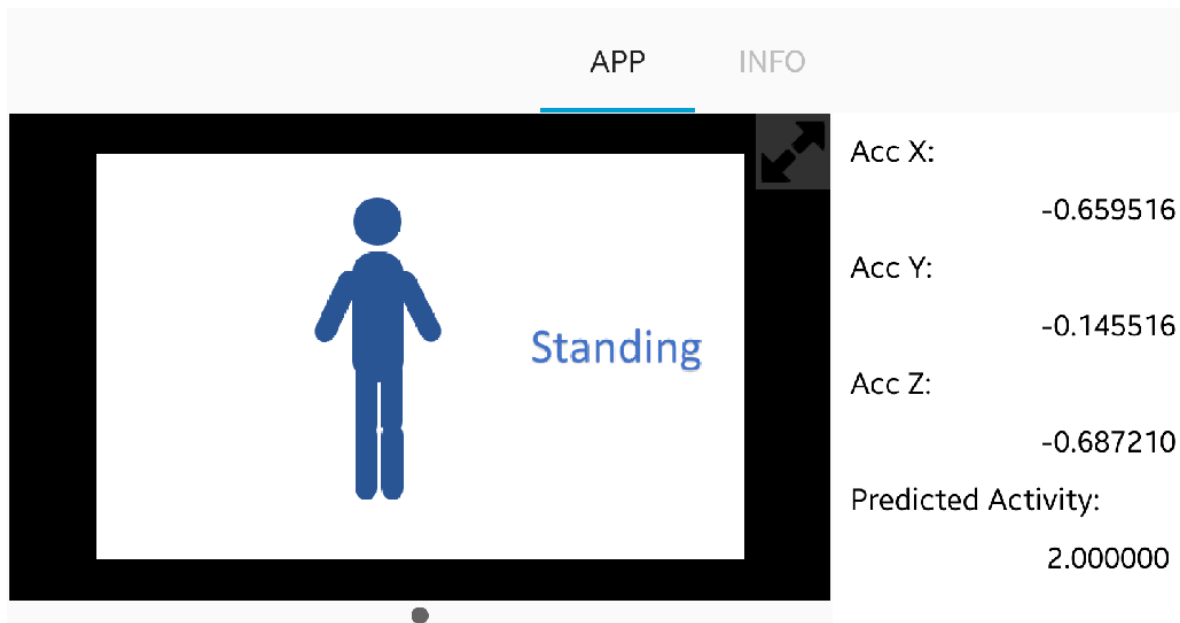 APP INFO
Standing
Acc X:
-0.659516
Acc Y:
-0.145516
Acc Z:
-0.687210
Predicted Activity:
2.000000